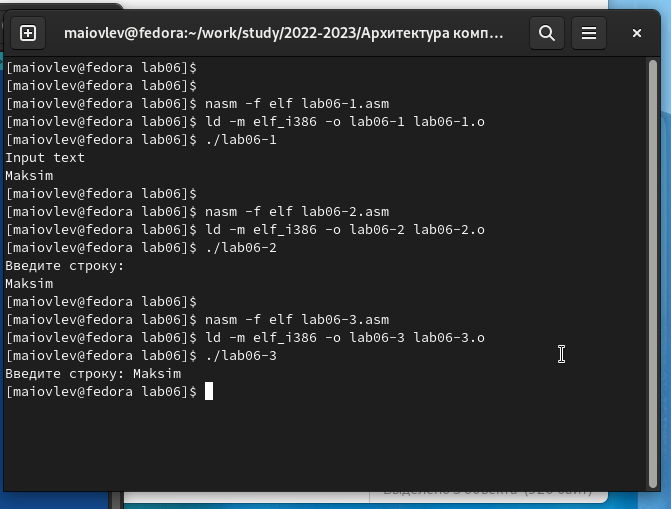 maiovlev@fedora:~/work/study/2022-2023/Архитектура комп...
[maiovlev@fedora lab06]$
[maiovlev@fedora lab06]$
[maiovlev@fedora lab06]$ nasm -f elf lab06-1.asm
[maiovlev@fedora lab06]$ ld -m elf_i386 -o lab06-1 lab06-1.o
[maiovlev@fedora lab06]$ ./lab06-1
Input text
Maksim
[maiovlev@fedora lab06]$
[maiovlev@fedora lab06]$ nasm -f elf lab06-2.asm
[maiovlev@fedora lab06]$ ld -m elf_i386 -o lab06-2 lab06-2.o
[maiovlev@fedora lab06]$ ./lab06-2
Введите строку:
Maksim
[maiovlev@fedora lab06]$
[maiovlev@fedora lab06]$ nasm -f elf lab06-3.asm
[maiovlev@fedora lab06]$ ld -m elf_i386 -o lab06-3 lab06-3.o
[maiovlev@fedora lab06]$ ./lab06-3
Введите строку: Maksim
[maiovlev@fedora lab06]$